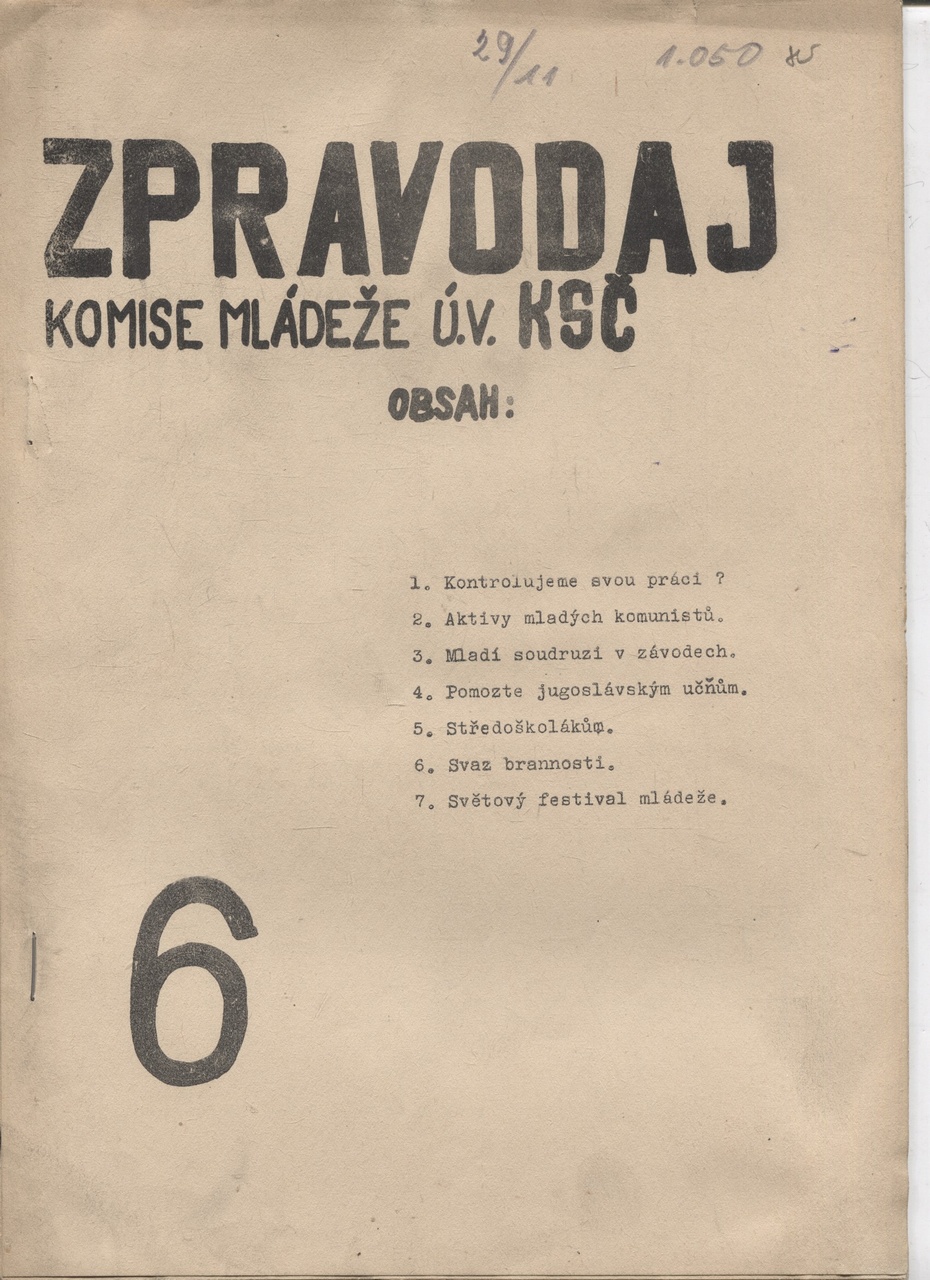 29/11 1.050
ZPRAVODAJ
KOMISE MLÁDEŽE Ú.V. KSČ
OBSAH:
1. Kontrolujeme svou práci ?
2. Aktivy mladých komunistů.
3. Mladí soudruzi v závodech.
4. Pomozte jugoslávským učňům.
5. Středoškolákům.
6. Svaz brannosti.
7. Světový festival mládeže.
6